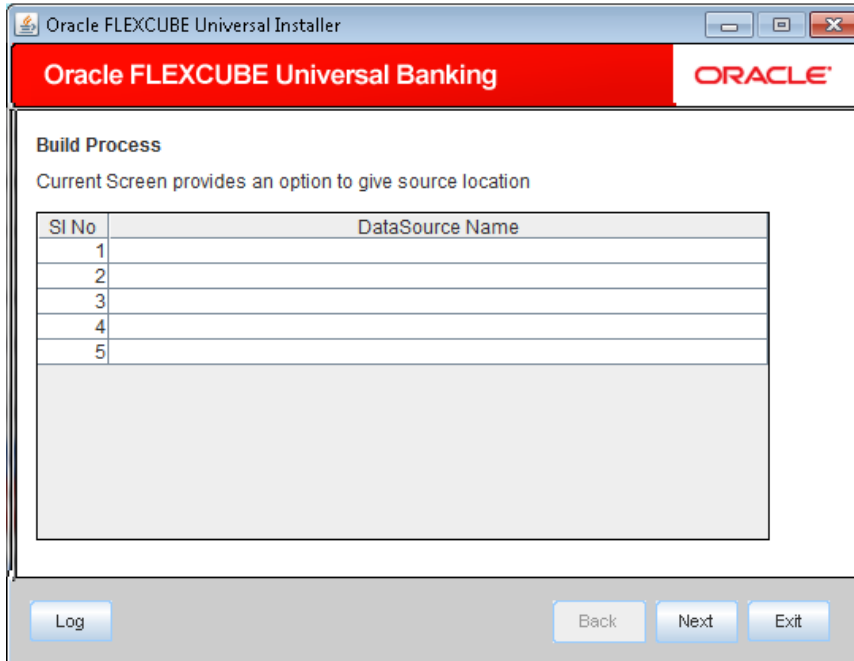 Oracle FLEXCUBE Universal Installer
Oracle FLEXCUBE Universal Banking
ORACLE
Build Process
Current Screen provides an option to give source location
Sl No DataSource Name
1
2
3
4
5
Log Back Next Exit